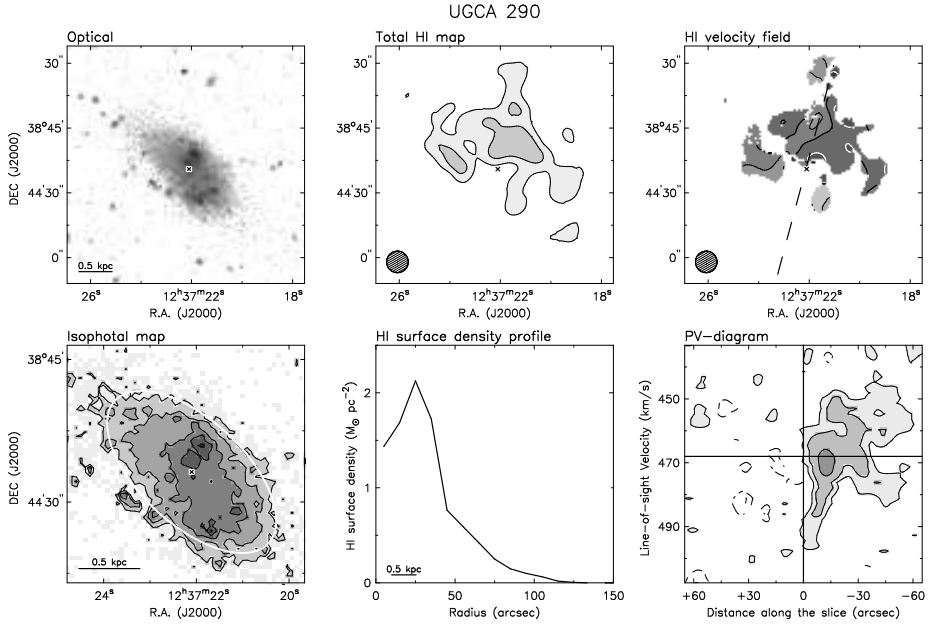 UGCA 290
Optical
Total HI map
HI velocity field
30"
38°45'
44'30"
0"
DEC (J2000)
0.5 kpc
26ˢ
12ʰ37ᵐ22ˢ
18ˢ
R.A. (J2000)
30"
38°45'
44'30"
0"
26ˢ
12ʰ37ᵐ22ˢ
18ˢ
R.A. (J2000)
30"
38°45'
44'30"
0"
26ˢ
12ʰ37ᵐ22ˢ
18ˢ
R.A. (J2000)
Isophotal map
HI surface density profile
PV-diagram
38°45'
44'30"
DEC (J2000)
0.5 kpc
24ˢ
12ʰ37ᵐ22ˢ
20ˢ
R.A. (J2000)
2
1
0
HI surface density (M⊙ pc⁻²)
0.5 kpc
0
50
100
150
Radius (arcsec)
450
470
490
Line-of-sight Velocity (km/s)
+60
+30
0
-30
-60
Distance along the slice (arcsec)